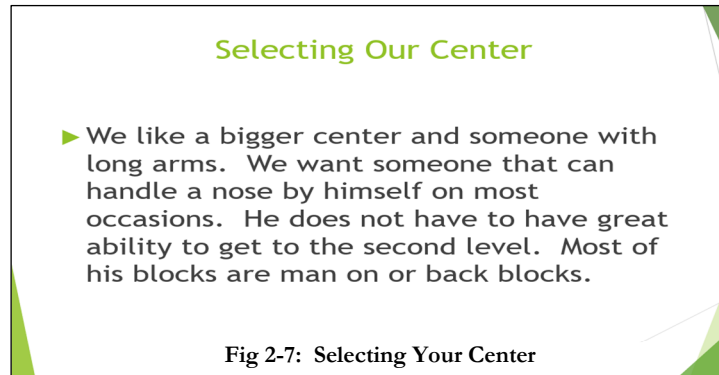 Selecting Our Center
We like a bigger center and someone with
long arms.  We want someone that can
handle a nose by himself on most
occasions.  He does not have to have great
ability to get to the second level.  Most of
his blocks are man on or back blocks.
Fig 2-7:  Selecting Your Center